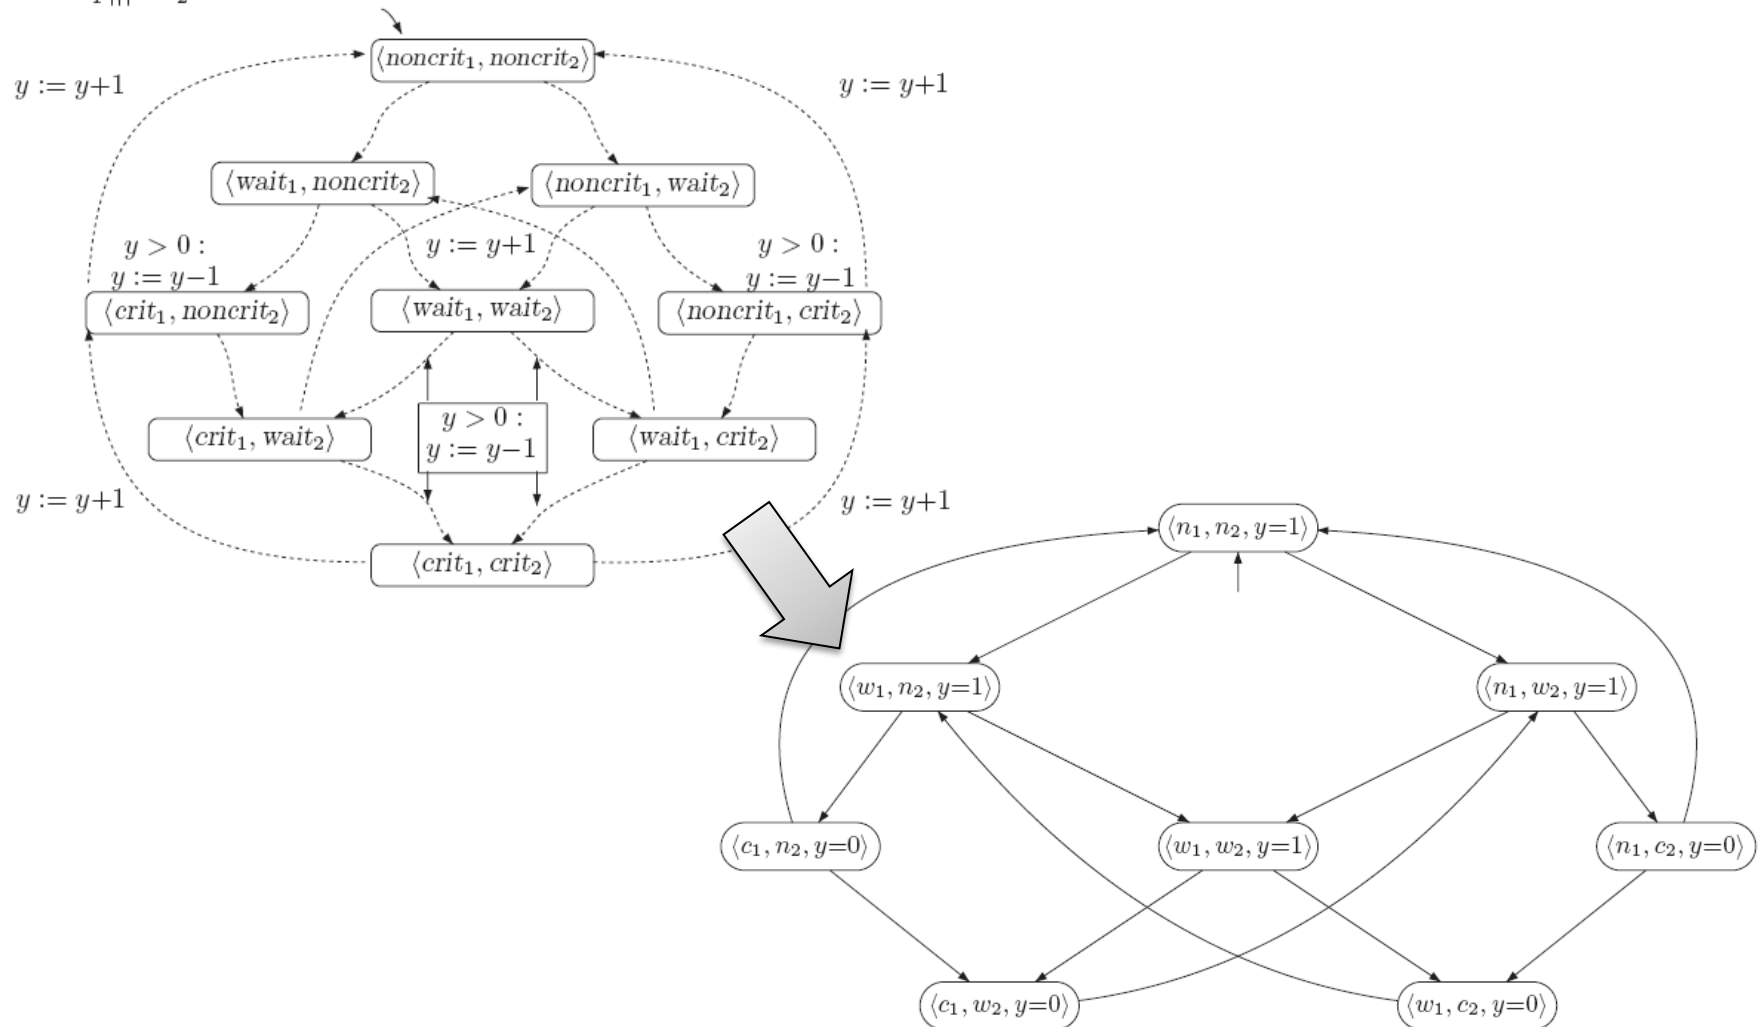 ⟨noncrit₁, noncrit₂⟩
y := y+1
y := y+1
⟨wait₁, noncrit₂⟩
⟨noncrit₁, wait₂⟩
y > 0 :
y := y−1
y := y+1
y > 0 :
y := y−1
⟨crit₁, noncrit₂⟩
⟨wait₁, wait₂⟩
⟨noncrit₁, crit₂⟩
y > 0 :
y := y−1
⟨crit₁, wait₂⟩
⟨wait₁, crit₂⟩
y := y+1
y := y+1
⟨crit₁, crit₂⟩
⟨n₁, n₂, y=1⟩
⟨w₁, n₂, y=1⟩
⟨n₁, w₂, y=1⟩
⟨c₁, n₂, y=0⟩
⟨w₁, w₂, y=1⟩
⟨n₁, c₂, y=0⟩
⟨c₁, w₂, y=0⟩
⟨w₁, c₂, y=0⟩